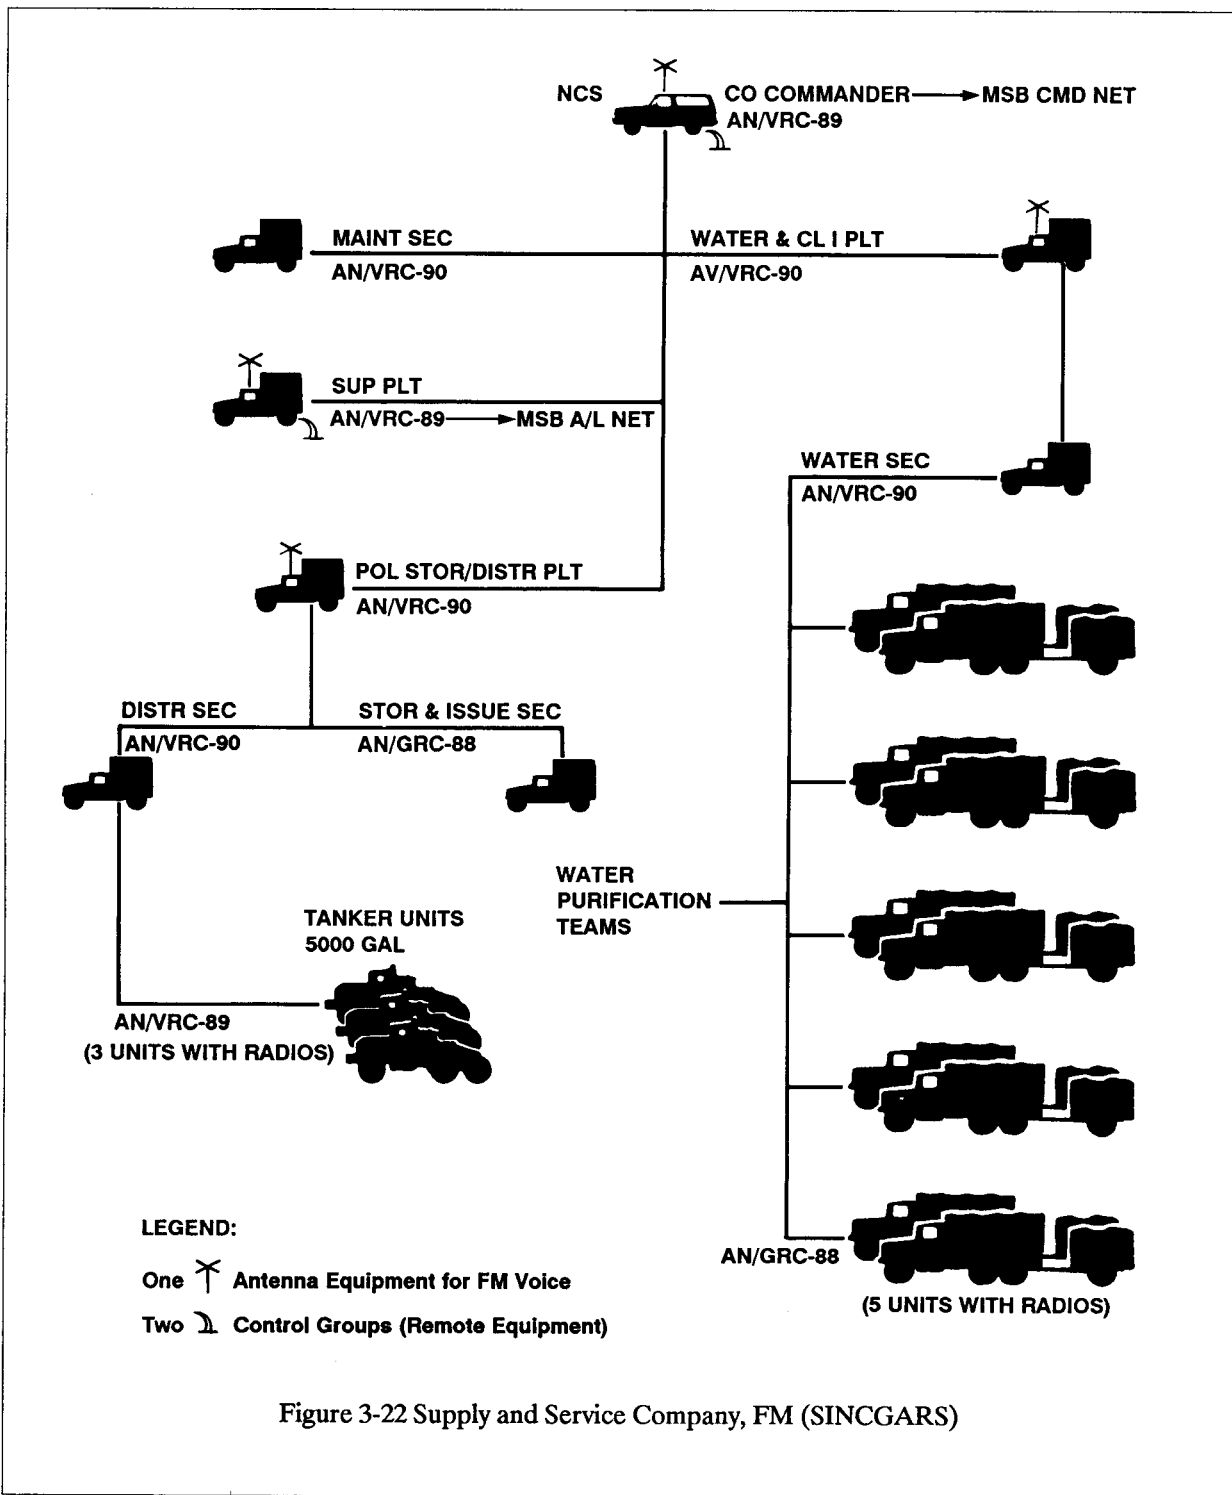 NCS
CO COMMANDER MSB CMD NET
AN/VRC-89
MAINT SEC
AN/VRC-90
WATER & CL I PLT
AV/VRC-90
SUP PLT
AN/VRC-89 MSB A/L NET
WATER SEC
AN/VRC-90
POL STOR/DISTR PLT
AN/VRC-90
DISTR SEC
AN/VRC-90
STOR & ISSUE SEC
AN/GRC-88
WATER
PURIFICATION
TEAMS
TANKER UNITS
5000 GAL
AN/VRC-89
(3 UNITS WITH RADIOS)
AN/GRC-88
(5 UNITS WITH RADIOS)
LEGEND:
One Antenna Equipment for FM Voice
Two Control Groups (Remote Equipment)
Figure 3-22 Supply and Service Company, FM (SINCGARS)